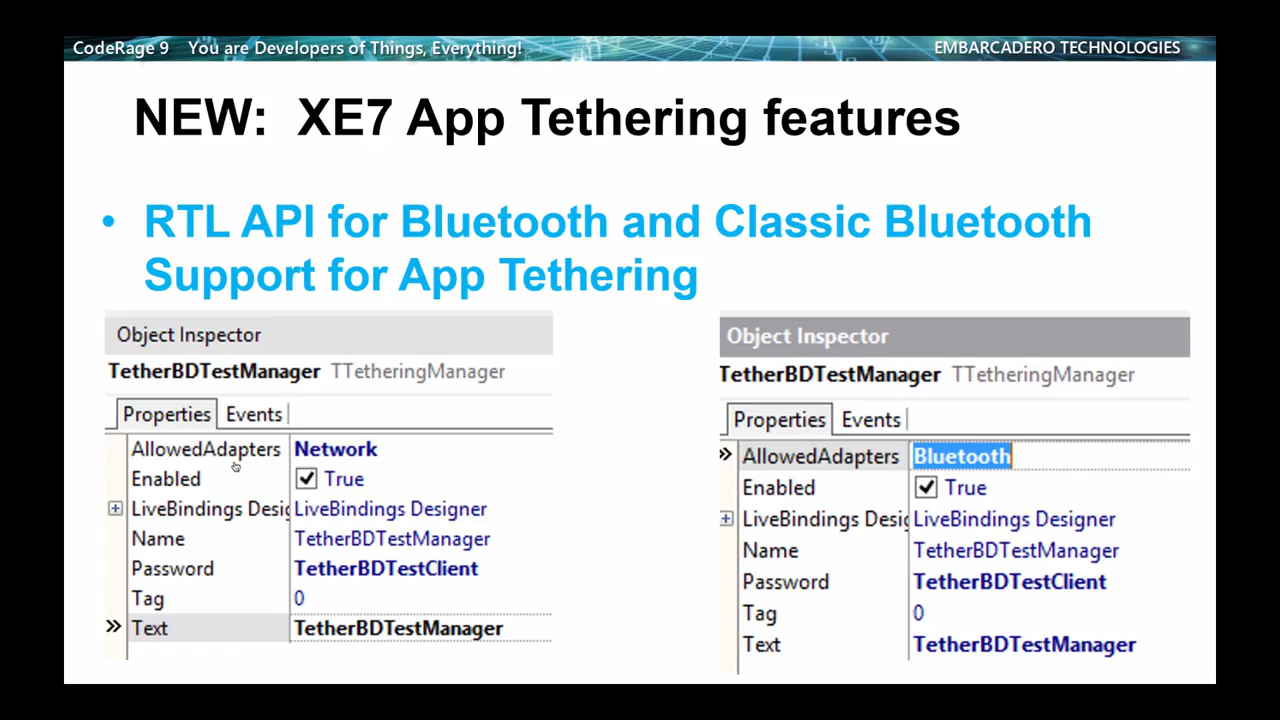 CodeRage 9 You are Developers of Things, Everything!
EMBARCADERO TECHNOLOGIES
NEW: XE7 App Tethering features
• RTL API for Bluetooth and Classic Bluetooth
Support for App Tethering
Object Inspector
TetherBDTestManager TTetheringManager
Properties Events
AllowedAdapters Network
Enabled True
LiveBindings Desig LiveBindings Designer
Name TetherBDTestManager
Password TetherBDTestClient
Tag 0
Text TetherBDTestManager
Object Inspector
TetherBDTestManager TTetheringManager
Properties Events
AllowedAdapters Bluetooth
Enabled True
LiveBindings Desig LiveBindings Designer
Name TetherBDTestManager
Password TetherBDTestClient
Tag 0
Text TetherBDTestManager